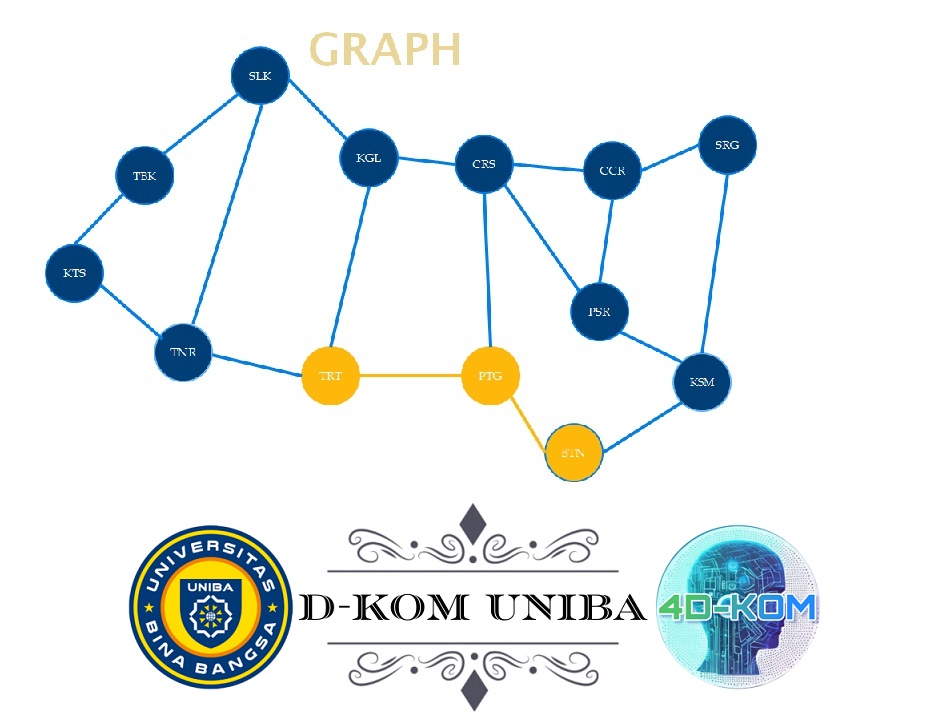 GRAPH
SLK
KGL
CRS
CCR
SRG
TBK
KTS
TNR
TRT
PTG
PSR
KSM
BTN
UNIVERSITAS
UNIBA
BINA BANGSA
D-KOM UNIBA
4D-KOM